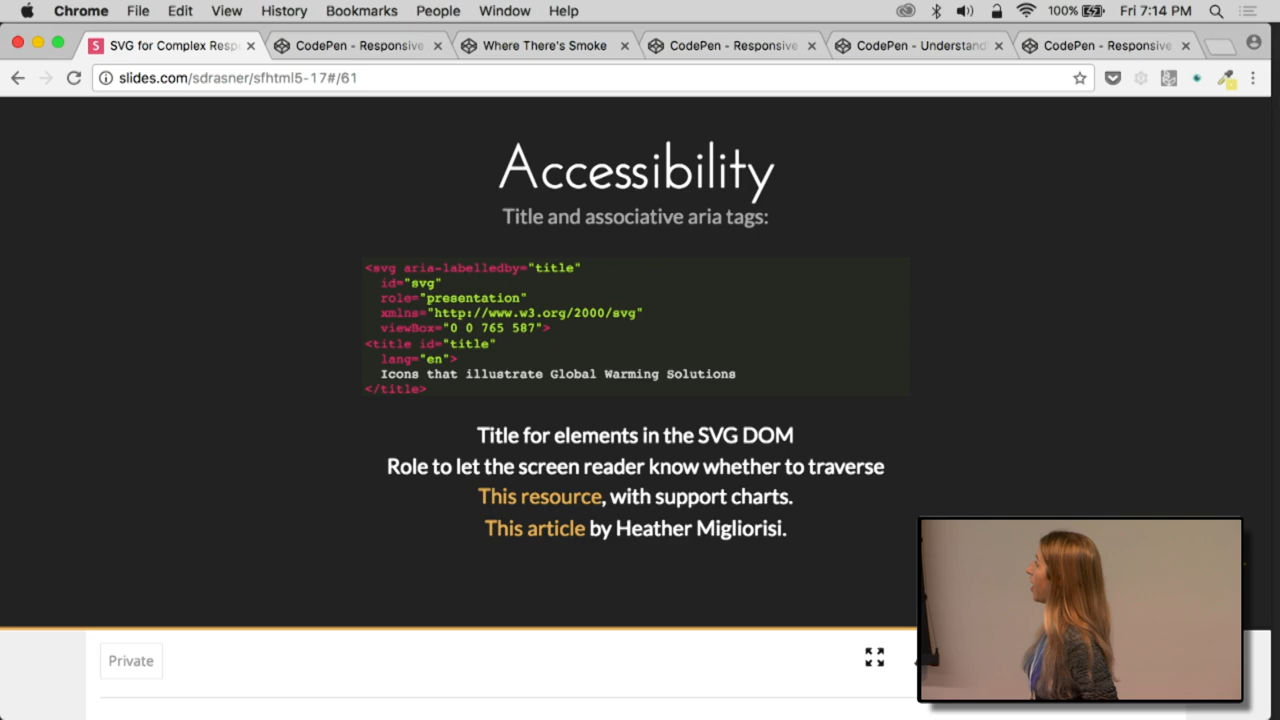 Chrome File Edit View History Bookmarks People Window Help 100% Fri 7:14 PM
S SVG for Complex Resp CodePen - Responsive Where There's Smoke CodePen - Responsive CodePen - Understand CodePen - Responsive
slides.com/sdrasner/sfhtml5-17#/61
Accessibility
Title and associative aria tags:
<svg aria-labelledby="title"
id="svg"
role="presentation"
xmlns="http://www.w3.org/2000/svg"
viewBox="0 0 765 587">
<title id="title"
lang="en">
Icons that illustrate Global Warming Solutions
</title>
Title for elements in the SVG DOM
Role to let the screen reader know whether to traverse
This resource, with support charts.
This article by Heather Migliorisi.
Private